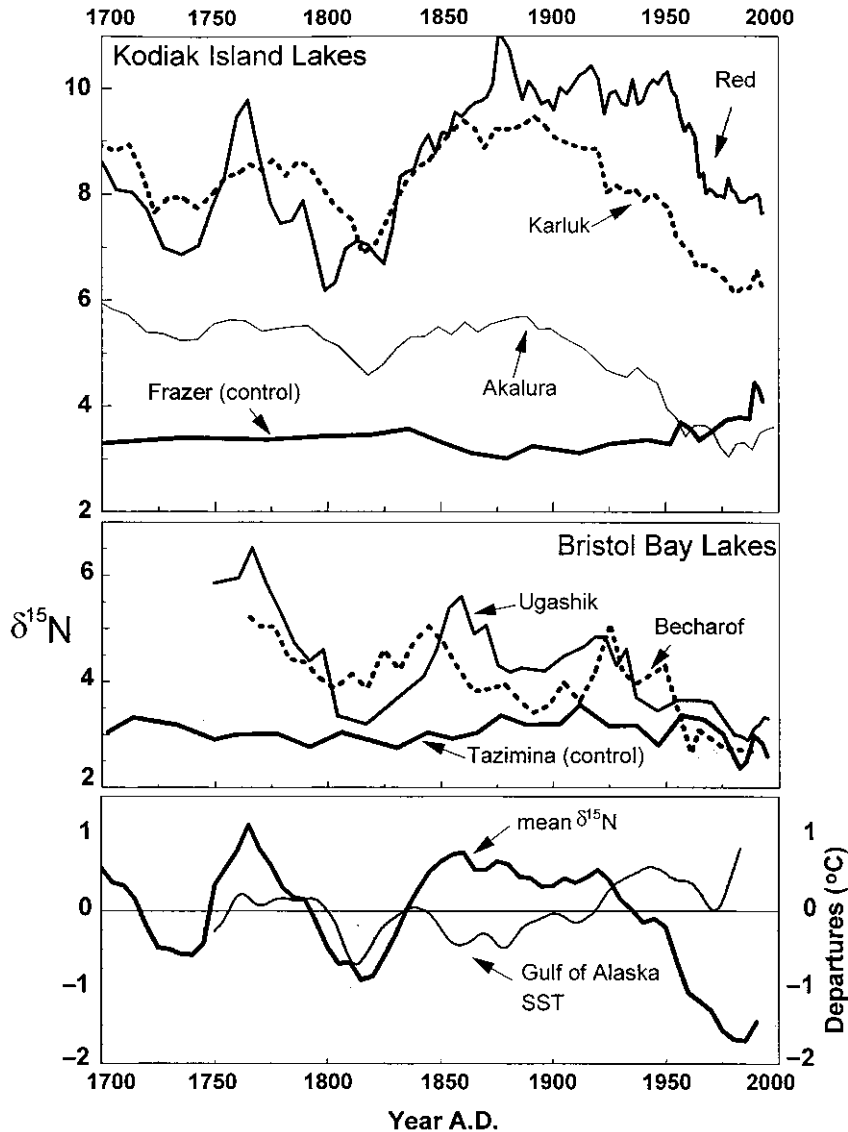 1700 1750 1800 1850 1900 1950 2000
Kodiak Island Lakes
Red
10
8
Karluk
6
Akalura
Frazer (control)
4
2
Bristol Bay Lakes
6
Ugashik
Becharof
δ15N
4
Tazimina (control)
2
1 mean δ15N 1
0 0
Gulf of Alaska
SST
−1 −1
−2 −2
Departures (oC)
1700 1750 1800 1850 1900 1950 2000
Year A.D.